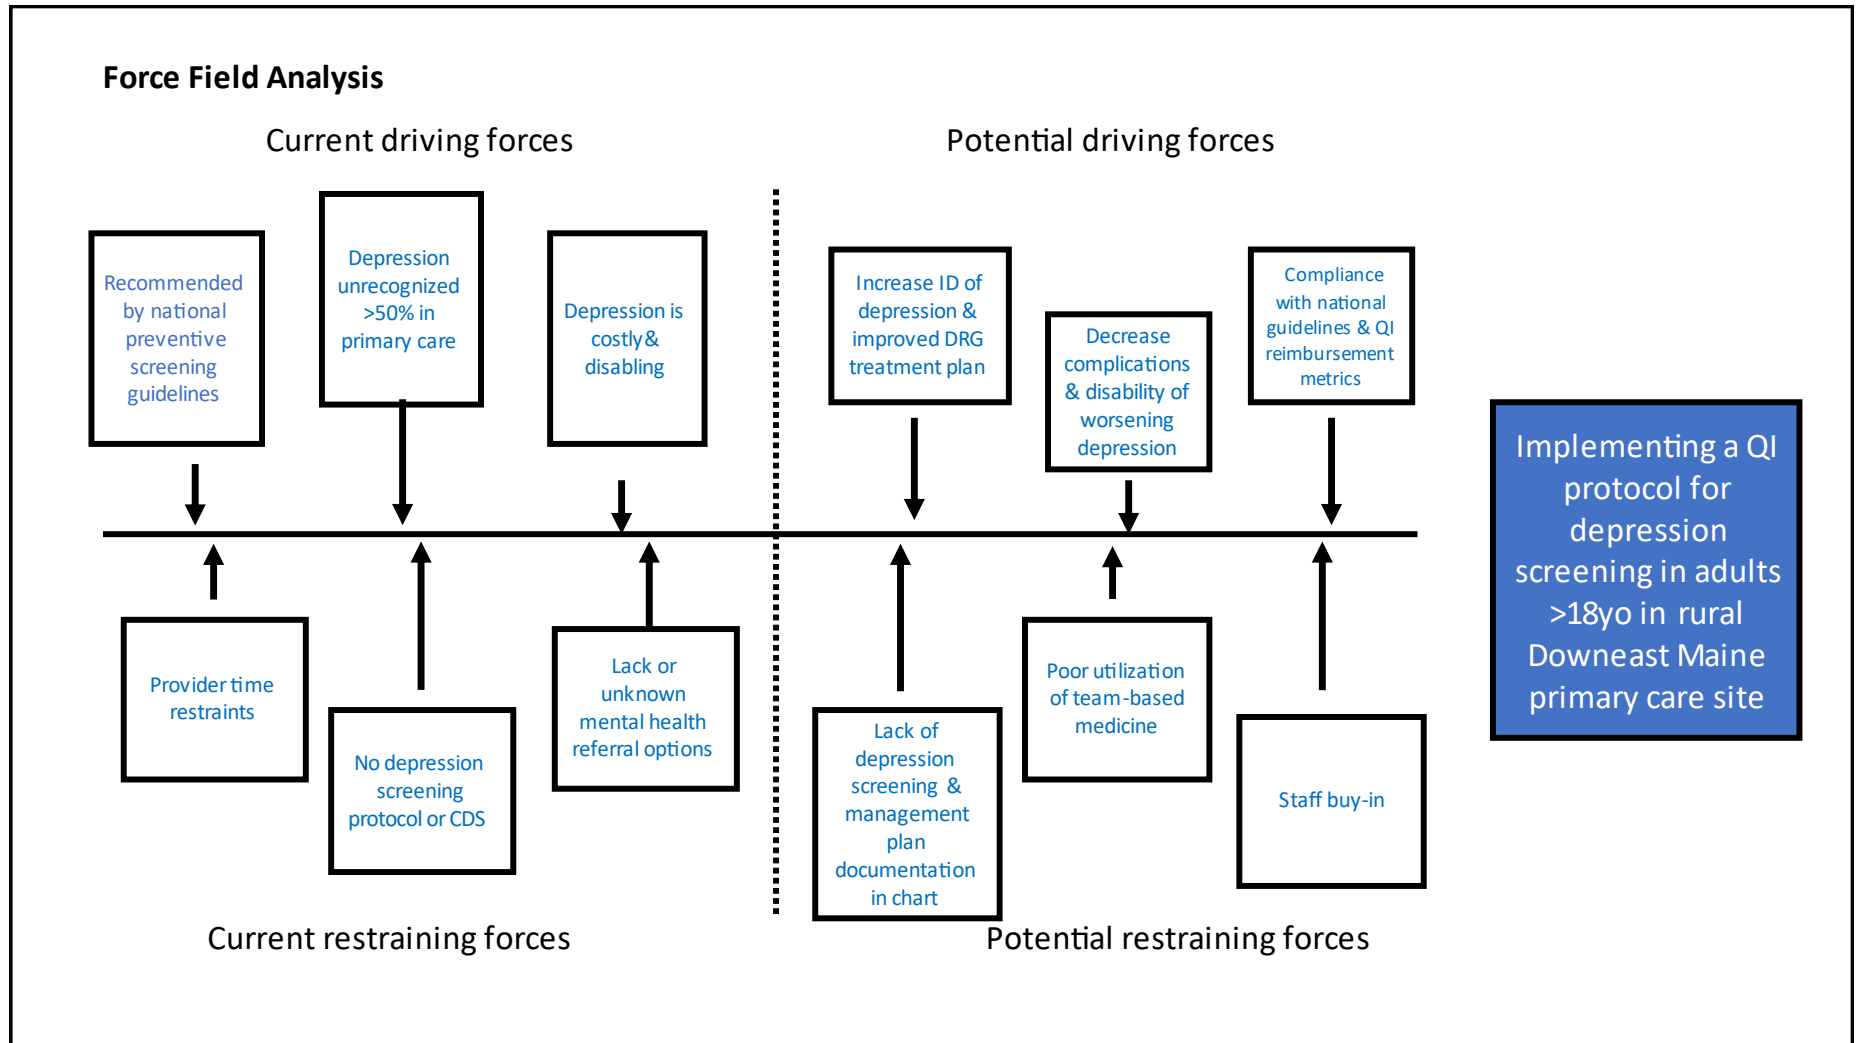 Force Field Analysis
Current driving forces
Potential driving forces
Recommended
by national
preventive
screening
guidelines
Depression
unrecognized
>50% in
primary care
Depression is
costly& 
disabling
Increase ID of
depression &
improved DRG
treatment plan
Decrease
complications
& disability of
worsening
depression
Compliance
with national
guidelines & QI
reimbursement
metrics
Implementing a QI
protocol for
depression
screening in adults
>18yo in rural
Downeast Maine
primary care site
Provider time
restraints
No depression
screening
protocol or CDS
Lack or
unknown
mental health
referral options
Lack of
depression
screening &
management
plan
documentation
in chart
Poor utilization
of team-based
medicine
Staff buy-in
Current restraining forces
Potential restraining forces